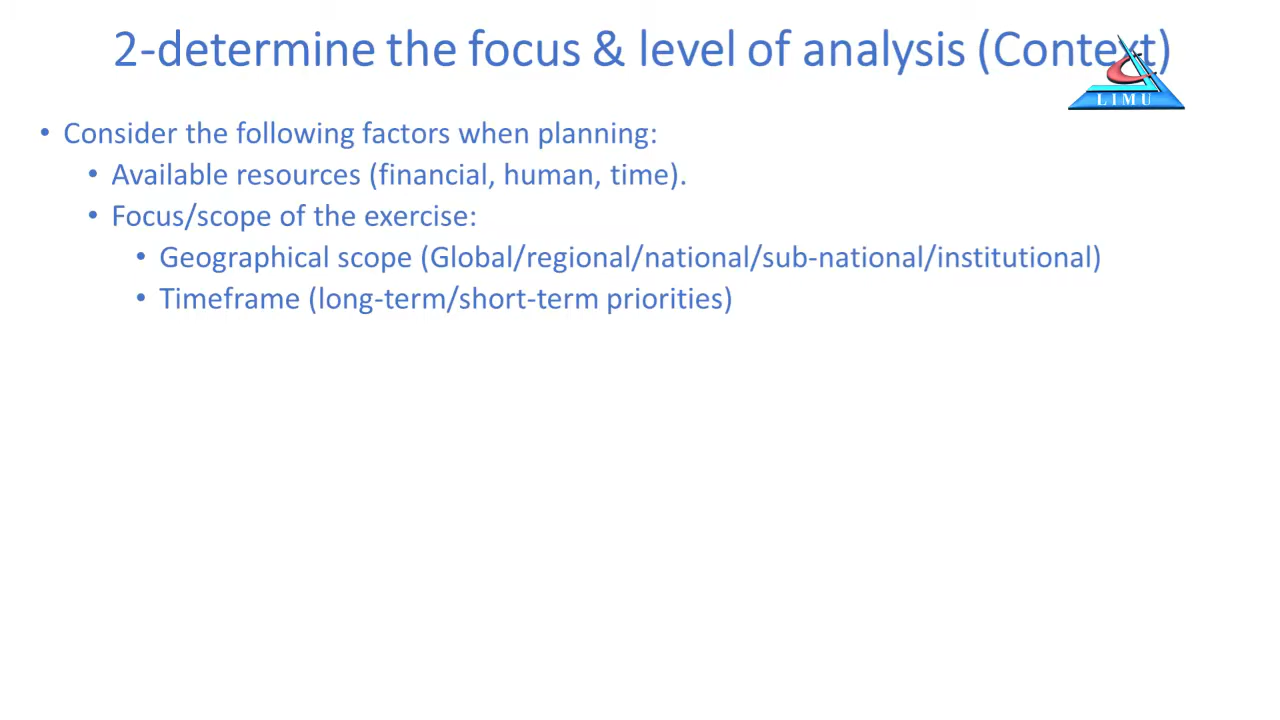 2-determine the focus & level of analysis (Context)
LIMU
• Consider the following factors when planning:
• Available resources (financial, human, time).
• Focus/scope of the exercise:
• Geographical scope (Global/regional/national/sub-national/institutional)
• Timeframe (long-term/short-term priorities)